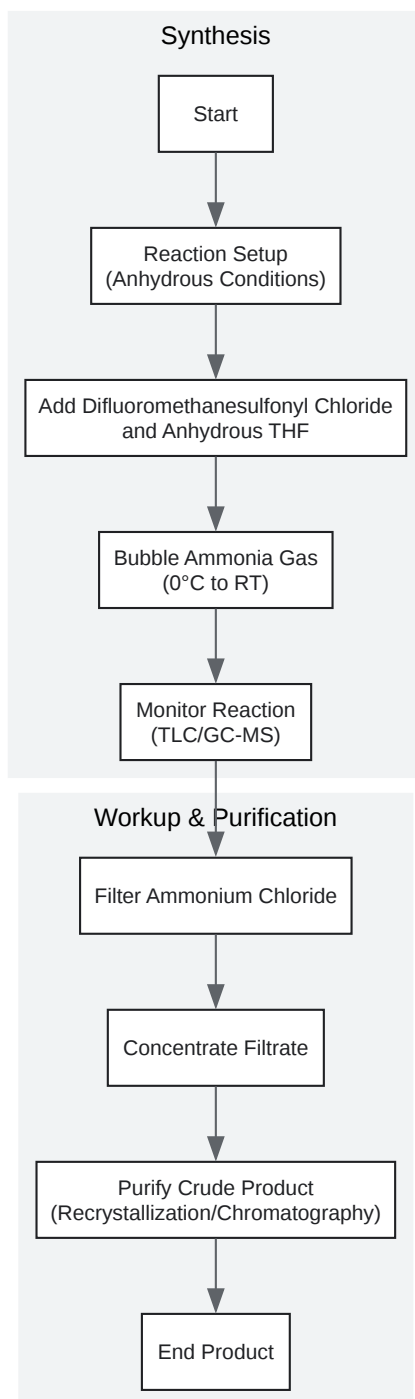 Synthesis
Start
Reaction Setup
(Anhydrous Conditions)
Add Difluoromethanesulfonyl Chloride
and Anhydrous THF
Bubble Ammonia Gas
(0°C to RT)
Monitor Reaction
(TLC/GC-MS)
Workup & Purification
Filter Ammonium Chloride
Concentrate Filtrate
Purify Crude Product
(Recrystallization/Chromatography)
End Product